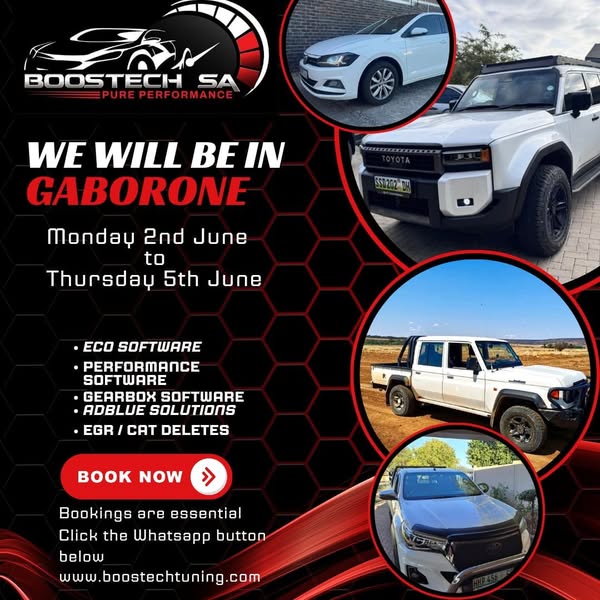 BOOSTECH SA
PURE PERFORMANCE
WE WILL BE IN
GABORONE
Monday 2nd June
to
Thursday 5th June
• ECO SOFTWARE
• PERFORMANCE
SOFTWARE
• GEARBOX SOFTWARE
• ADBLUE SOLUTIONS
• EGR / CAT DELETES
BOOK NOW
Bookings are essential
Click the Whatsapp button
below
www.boostechtuning.com
TOYOTA